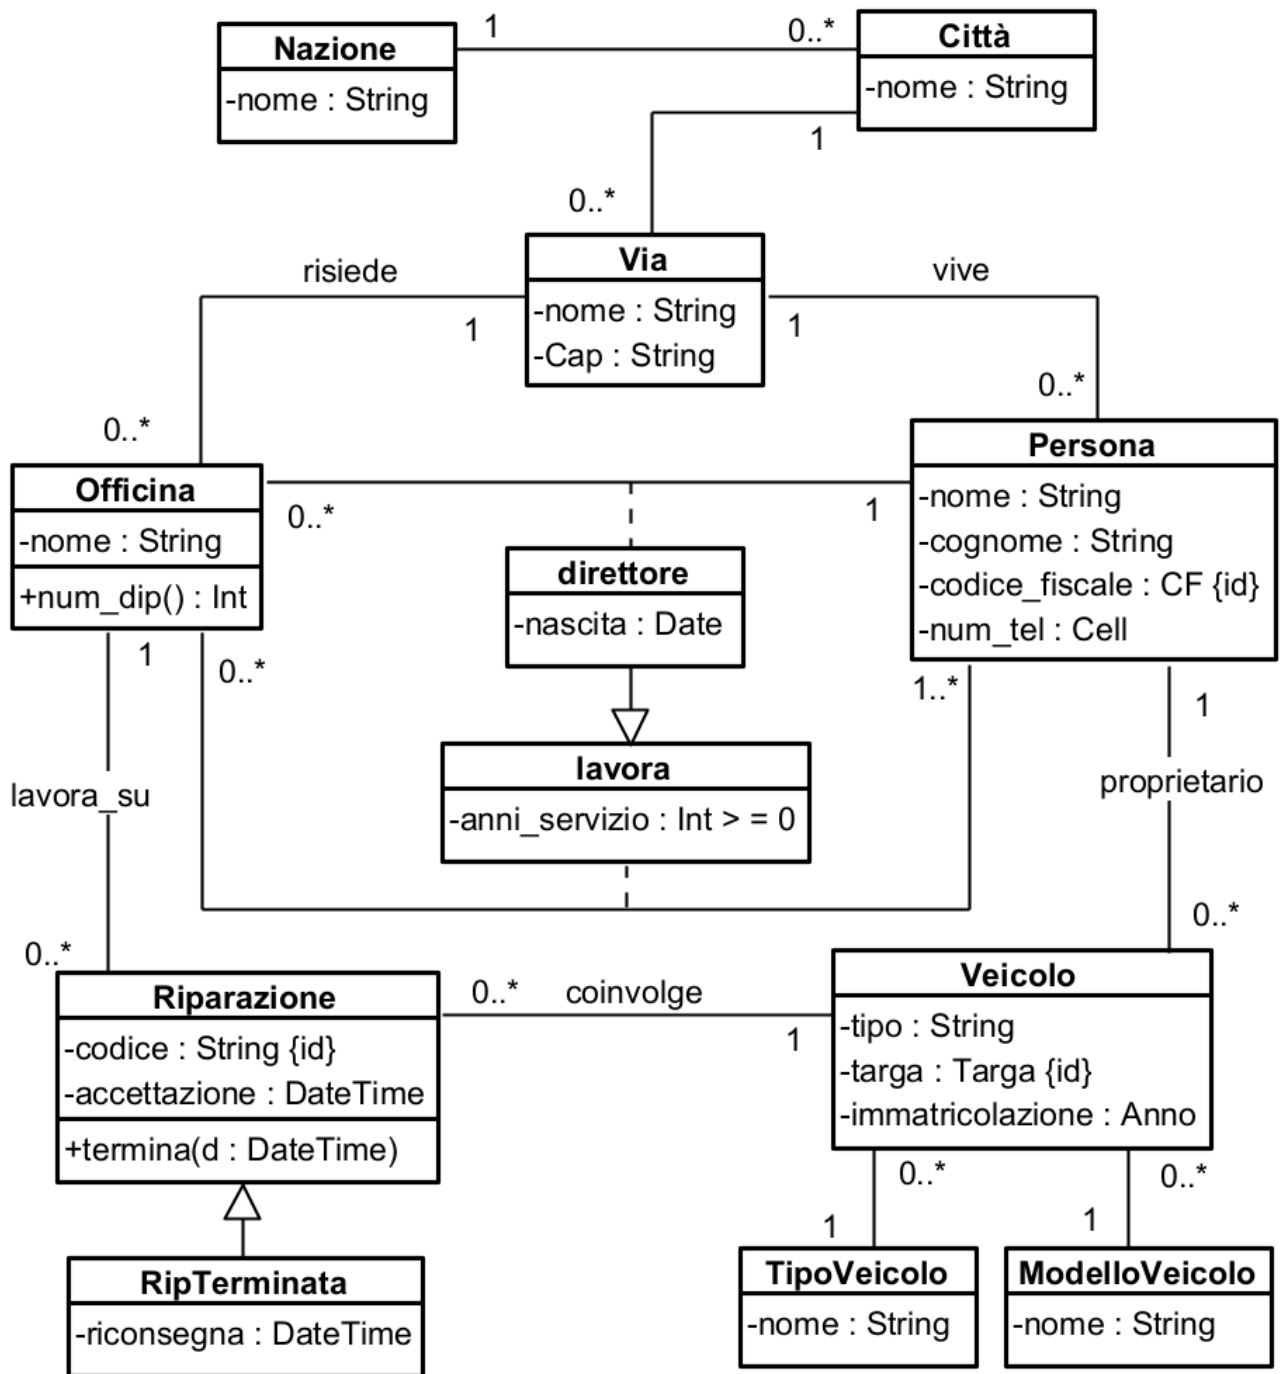 Nazione
-nome : String
1
0..*
Città
-nome : String
1
0..*
Via
-nome : String
-Cap : String
risiede
1
0..*
vive
1
0..*
Officina
-nome : String
+num_dip() : Int
0..*
1
Persona
-nome : String
-cognome : String
-codice_fiscale : CF {id}
-num_tel : Cell
direttore
-nascita : Date
lavora
-anni_servizio : Int > = 0
1
0..*
1..*
1
lavora_su
proprietario
0..*
0..*
Riparazione
-codice : String {id}
-accettazione : DateTime
+termina(d : DateTime)
0..*
coinvolge
1
Veicolo
-tipo : String
-targa : Targa {id}
-immatricolazione : Anno
0..*
0..*
1
1
RipTerminata
-riconsegna : DateTime
TipoVeicolo
-nome : String
ModelloVeicolo
-nome : String